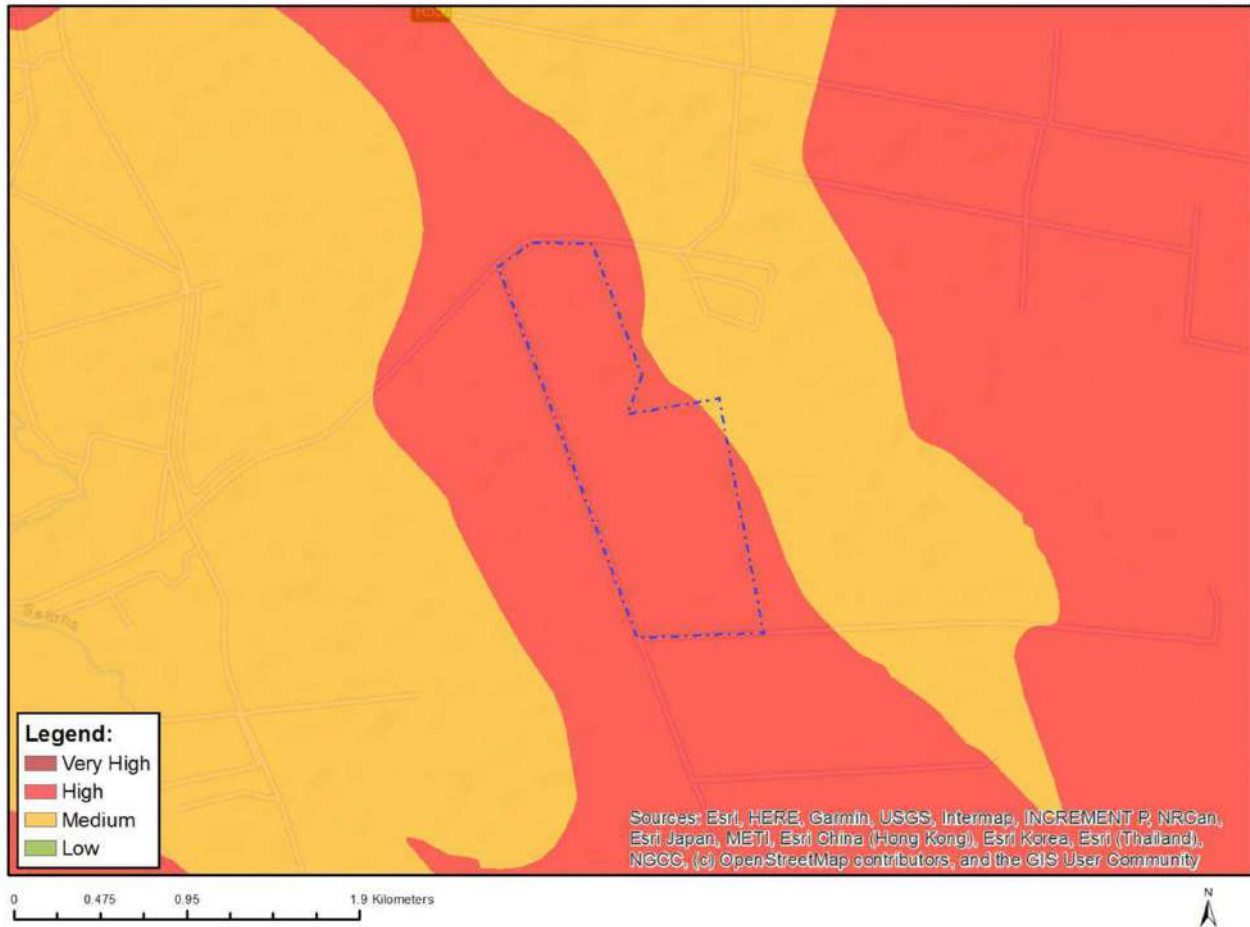 Saaina
Legend:
Very High
High
Medium
Low
Sources: Esri, HERE, Garmin, USGS, Intermap, INCREMENT P, NRCan,
Esri Japan, METI, Esri China (Hong Kong), Esri Korea, Esri (Thailand),
NGCC, (c) OpenStreetMap contributors, and the GIS User Community
0 0.475 0.95 1.9 Kilometers
N